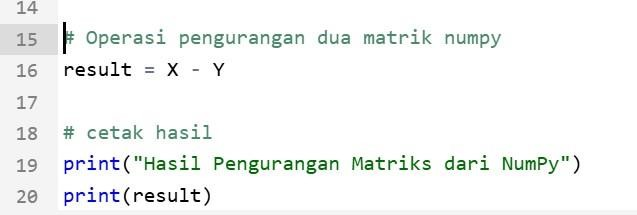 14
15 # Operasi pengurangan dua matrik numpy
16 result = X - Y
17
18 # cetak hasil
19 print("Hasil Pengurangan Matriks dari NumPy")
20 print(result)